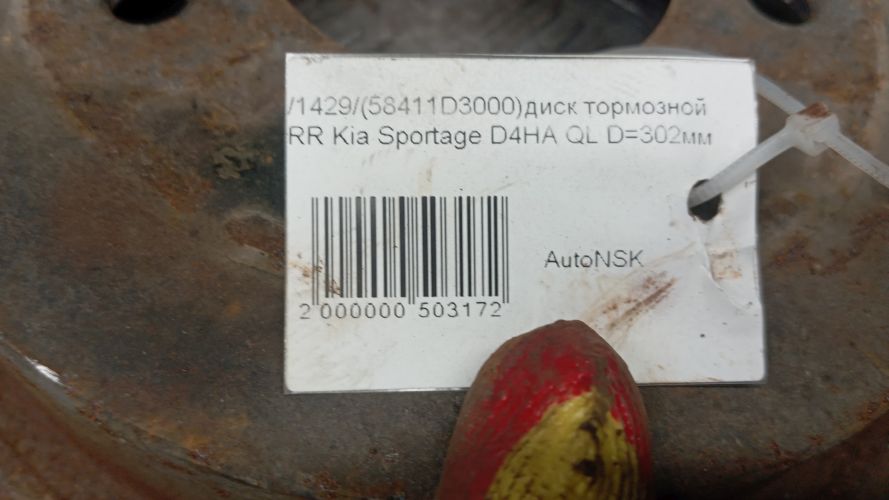 /1429/(58411D3000)диск тормозной
RR Kia Sportage D4HA QL D=302мм
AutoNSK
2 000000 503172